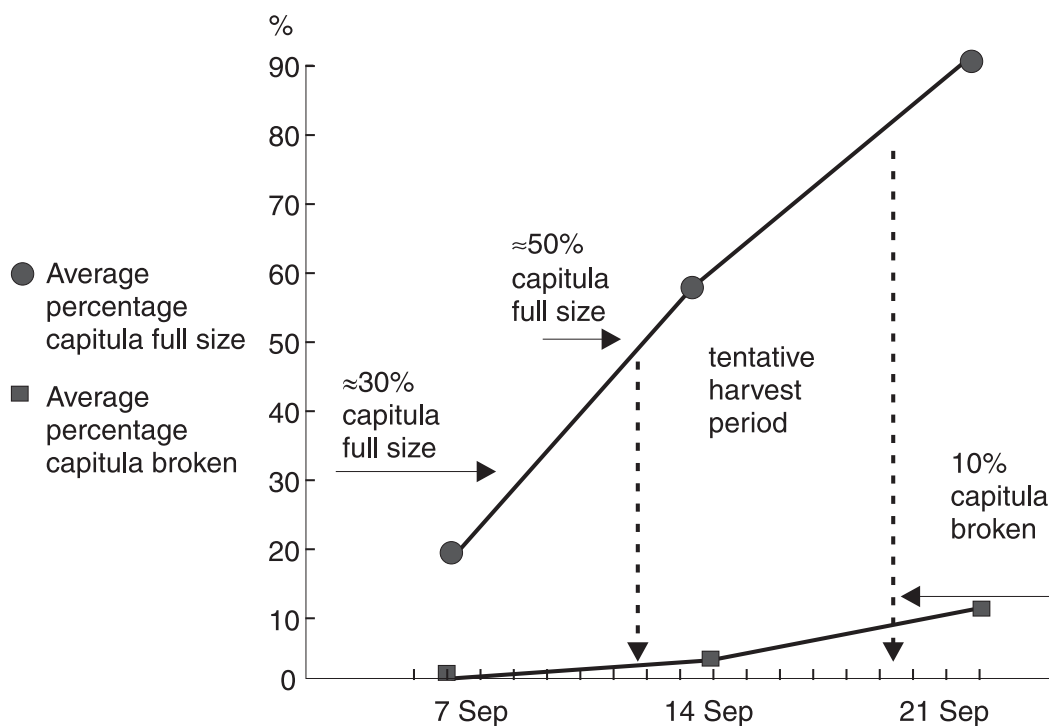 %
90
80
70
60
50
40
30
20
10
0
Average
percentage
capitula full size
Average
percentage
capitula broken
≈50%
capitula
full size
≈30%
capitula
full size
tentative
harvest
period
10%
capitula
broken
7 Sep
14 Sep
21 Sep